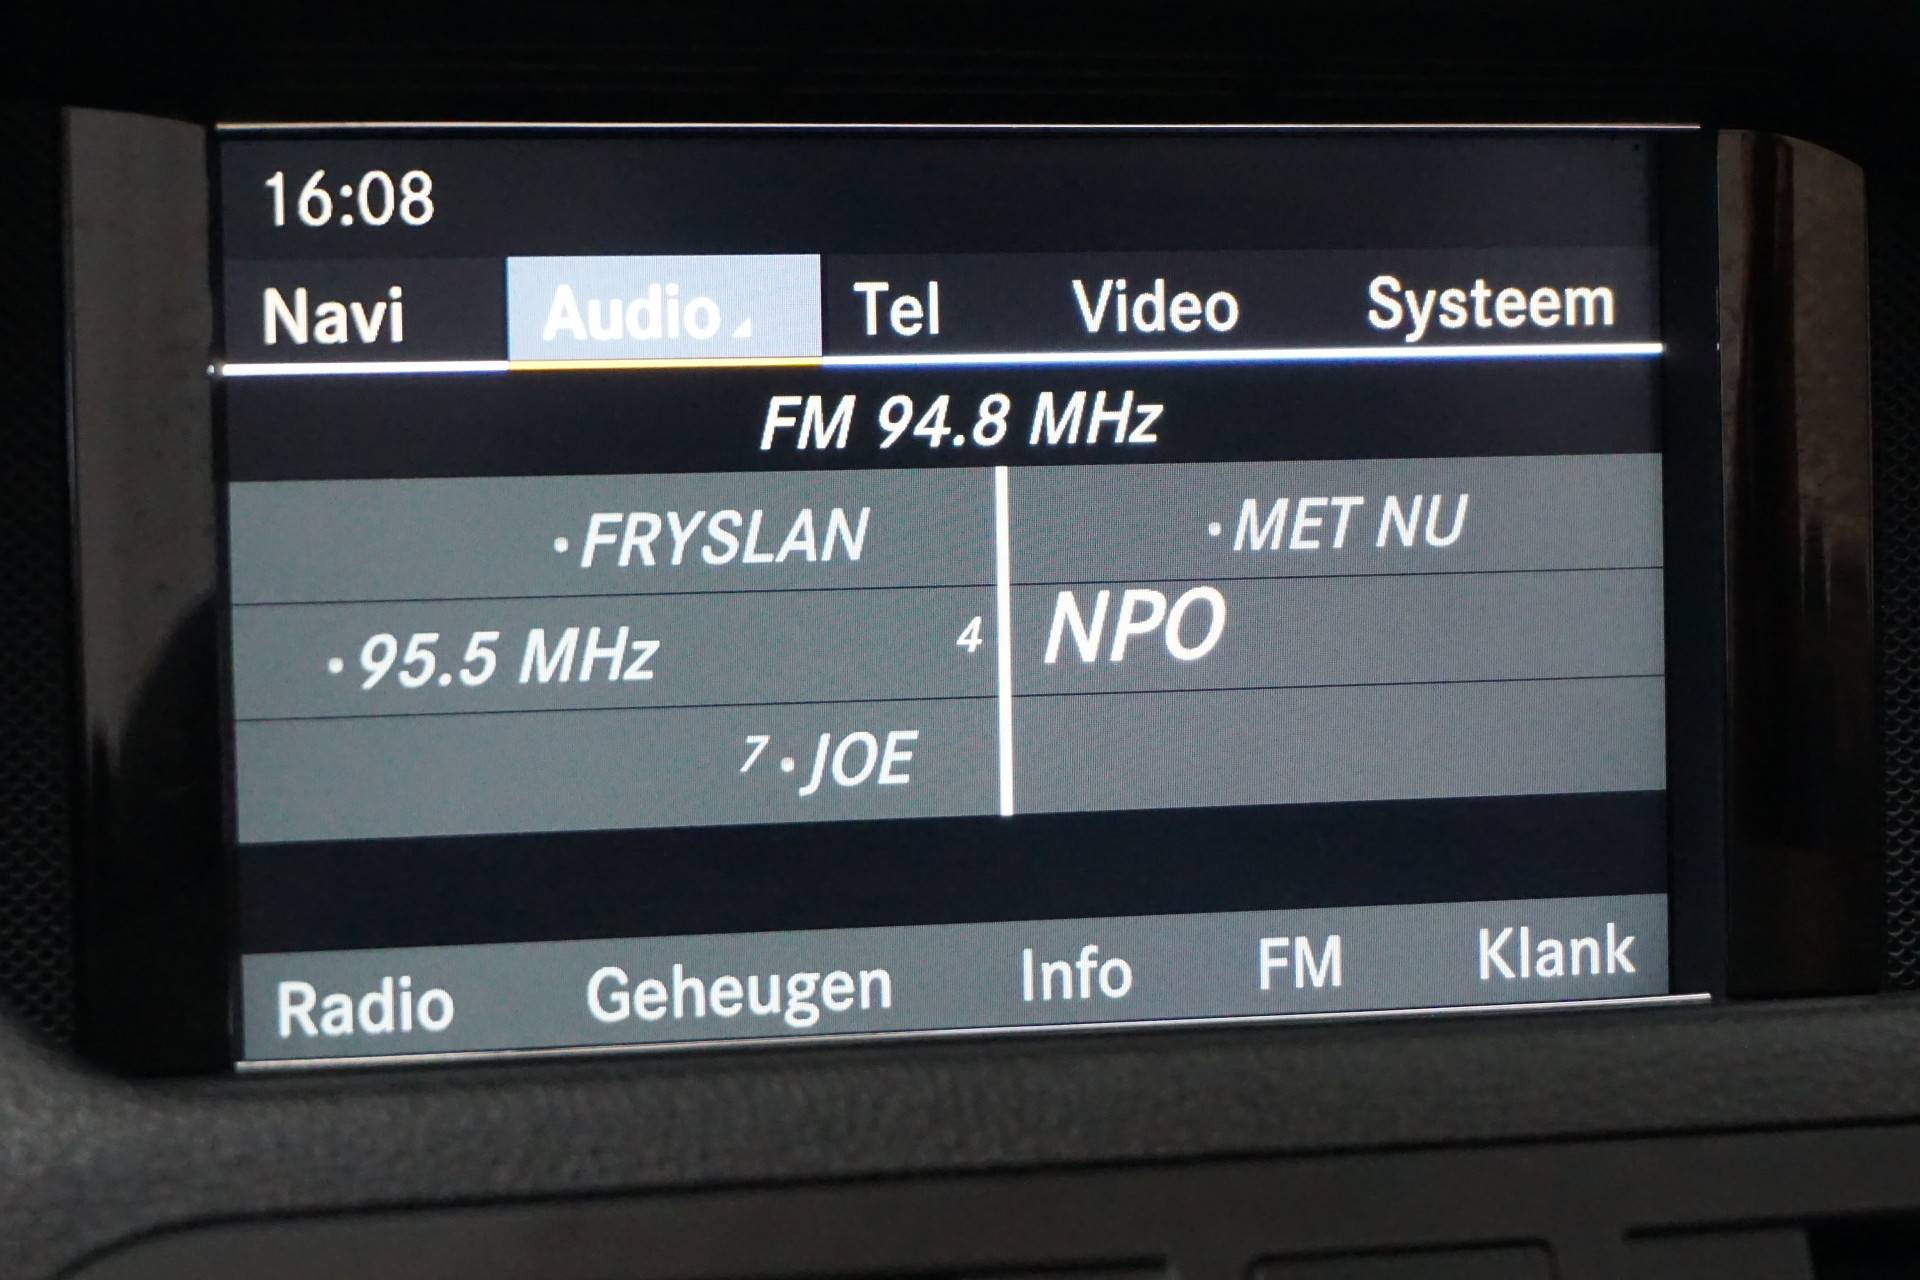 16:08
Navi Audio Tel Video Systeem
FM 94.8 MHz
·FRYSLAN ·MET NU
·95.5 MHz 4 NPO
7 ·JOE
Radio Geheugen Info FM Klank